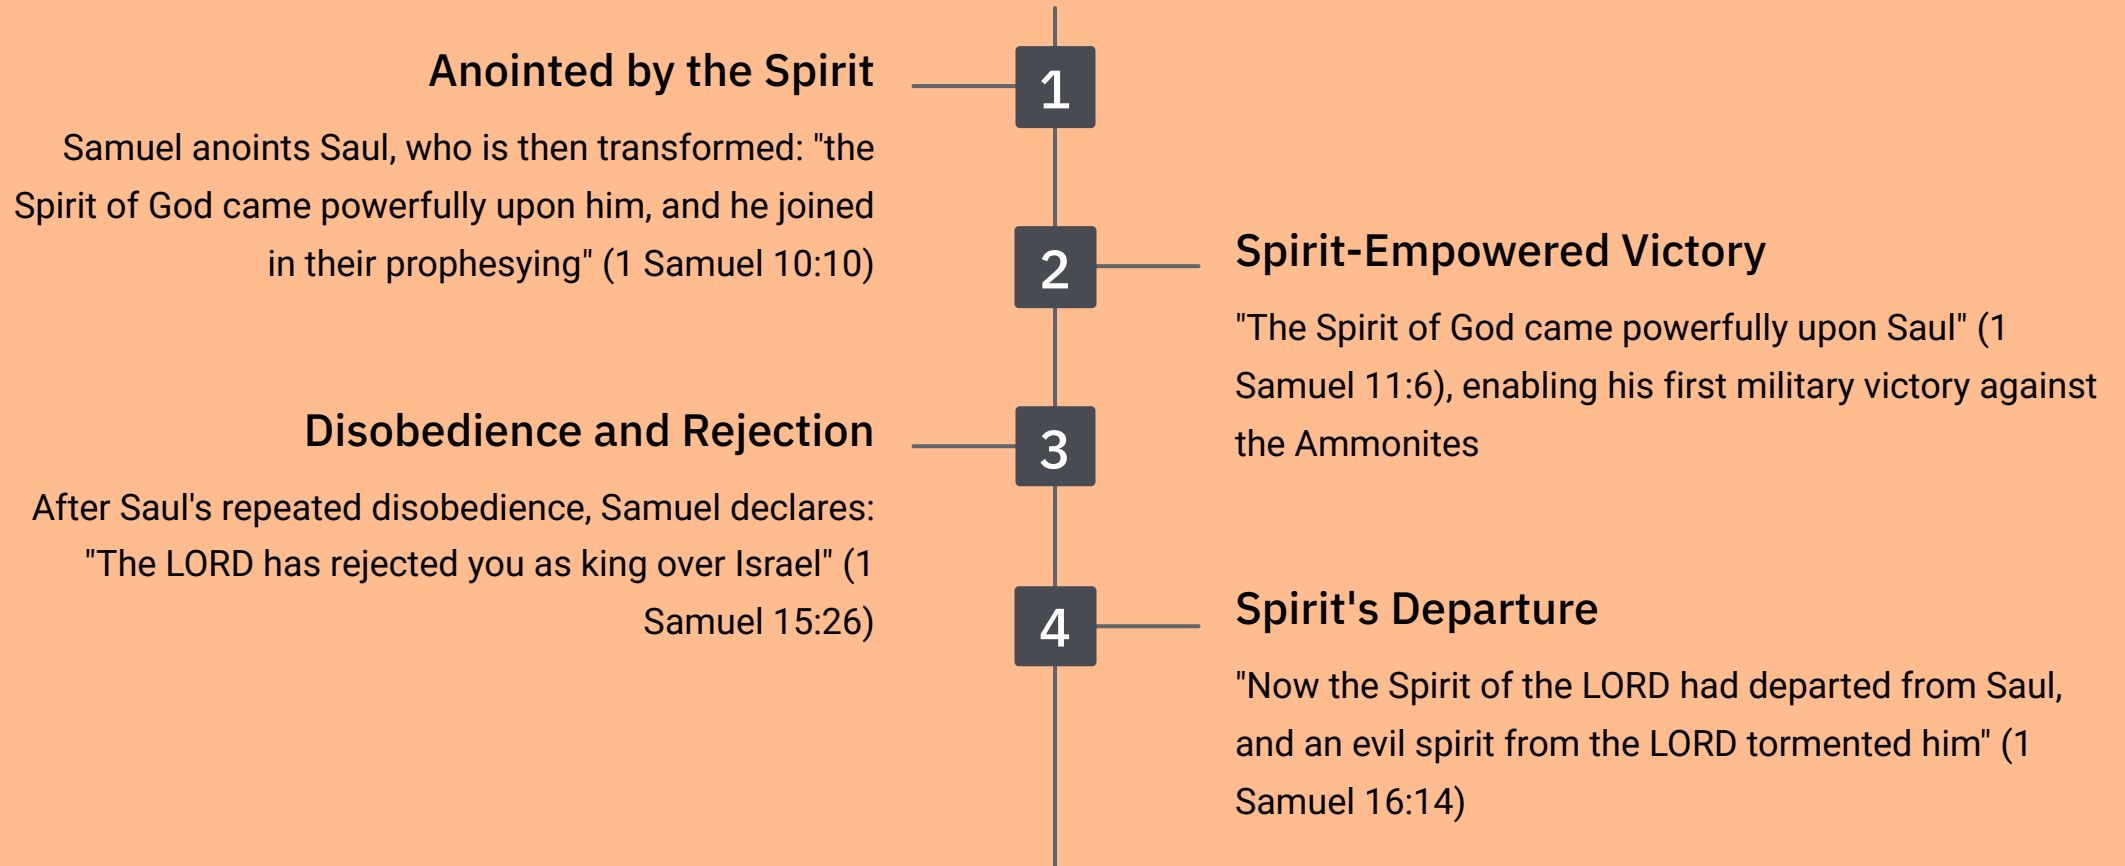 Anointed by the Spirit
1
Samuel anoints Saul, who is then transformed: "the
Spirit of God came powerfully upon him, and he joined
in their prophesying" (1 Samuel 10:10)
2
Spirit-Empowered Victory
"The Spirit of God came powerfully upon Saul" (1
Samuel 11:6), enabling his first military victory against
the Ammonites
Disobedience and Rejection
3
After Saul's repeated disobedience, Samuel declares:
"The LORD has rejected you as king over Israel" (1
Samuel 15:26)
4
Spirit's Departure
"Now the Spirit of the LORD had departed from Saul,
and an evil spirit from the LORD tormented him" (1
Samuel 16:14)